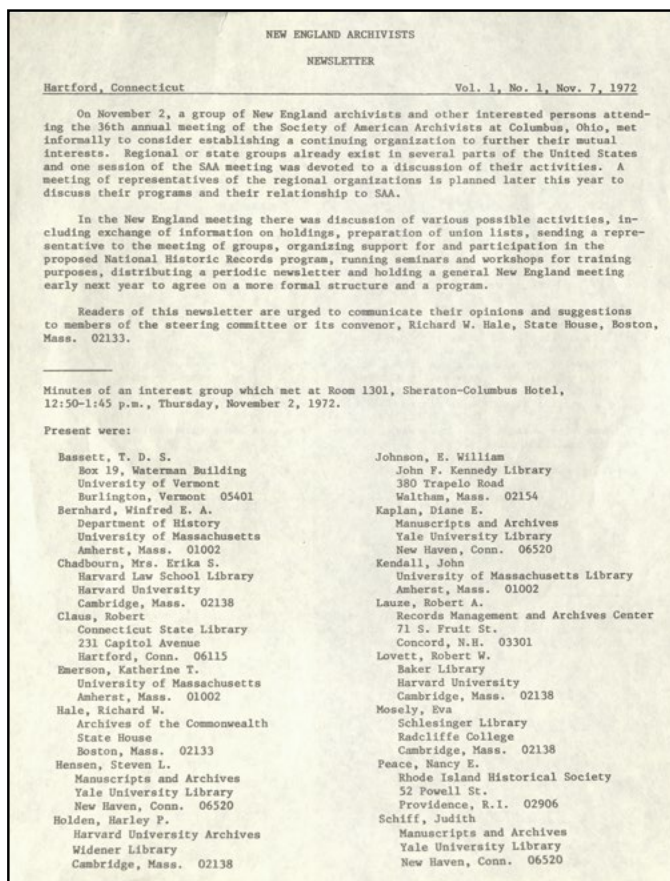 NEW ENGLAND ARCHIVISTS
NEWSLETTER
Hartford, Connecticut Vol. 1, No. 1, Nov. 7, 1972
On November 2, a group of New England archivists and other interested persons attend-
ing the 36th annual meeting of the Society of American Archivists at Columbus, Ohio, met
informally to consider establishing a continuing organization to further their mutual
interests. Regional or state groups already exist in several parts of the United States
and one session of the SAA meeting was devoted to a discussion of their activities. A
meeting of representatives of the regional organizations is planned later this year to
discuss their programs and their relationship to SAA.
In the New England meeting there was discussion of various possible activities, in-
cluding exchange of information on holdings, preparation of union lists, sending a repre-
sentative to the meeting of groups, organizing support for and participation in the
proposed National Historic Records program, running seminars and workshops for training
purposes, distributing a periodic newsletter and holding a general New England meeting
early next year to agree on a more formal structure and a program.
Readers of this newsletter are urged to communicate their opinions and suggestions
to members of the steering committee or its convenor, Richard W. Hale, State House, Boston,
Mass. 02133.
Minutes of an interest group which met at Room 1301, Sheraton-Columbus Hotel,
12:50-1:45 p.m., Thursday, November 2, 1972.
Present were:
Bassett, T. D. S.
Box 19, Waterman Building
University of Vermont
Burlington, Vermont 05401
Bernhard, Winfred E. A.
Department of History
University of Massachusetts
Amherst, Mass. 01002
Chadbourn, Mrs. Erika S.
Harvard Law School Library
Harvard University
Cambridge, Mass. 02138
Claus, Robert
Connecticut State Library
231 Capitol Avenue
Hartford, Conn. 06115
Emerson, Katherine T.
University of Massachusetts
Amherst, Mass. 01002
Hale, Richard W.
Archives of the Commonwealth
State House
Boston, Mass. 02133
Hensen, Steven L.
Manuscripts and Archives
Yale University Library
New Haven, Conn. 06520
Holden, Harley P.
Harvard University Archives
Widener Library
Cambridge, Mass. 02138
Johnson, E. William
John F. Kennedy Library
380 Trapelo Road
Waltham, Mass. 02154
Kaplan, Diane E.
Manuscripts and Archives
Yale University Library
New Haven, Conn. 06520
Kendall, John
University of Massachusetts Library
Amherst, Mass. 01002
Lauze, Robert A.
Records Management and Archives Center
71 S. Fruit St.
Concord, N.H. 03301
Lovett, Robert W.
Baker Library
Harvard University
Cambridge, Mass. 02138
Mosely, Eva
Schlesinger Library
Radcliffe College
Cambridge, Mass. 02138
Peace, Nancy E.
Rhode Island Historical Society
52 Powell St.
Providence, R.I. 02906
Schiff, Judith
Manuscripts and Archives
Yale University Library
New Haven, Conn. 06520